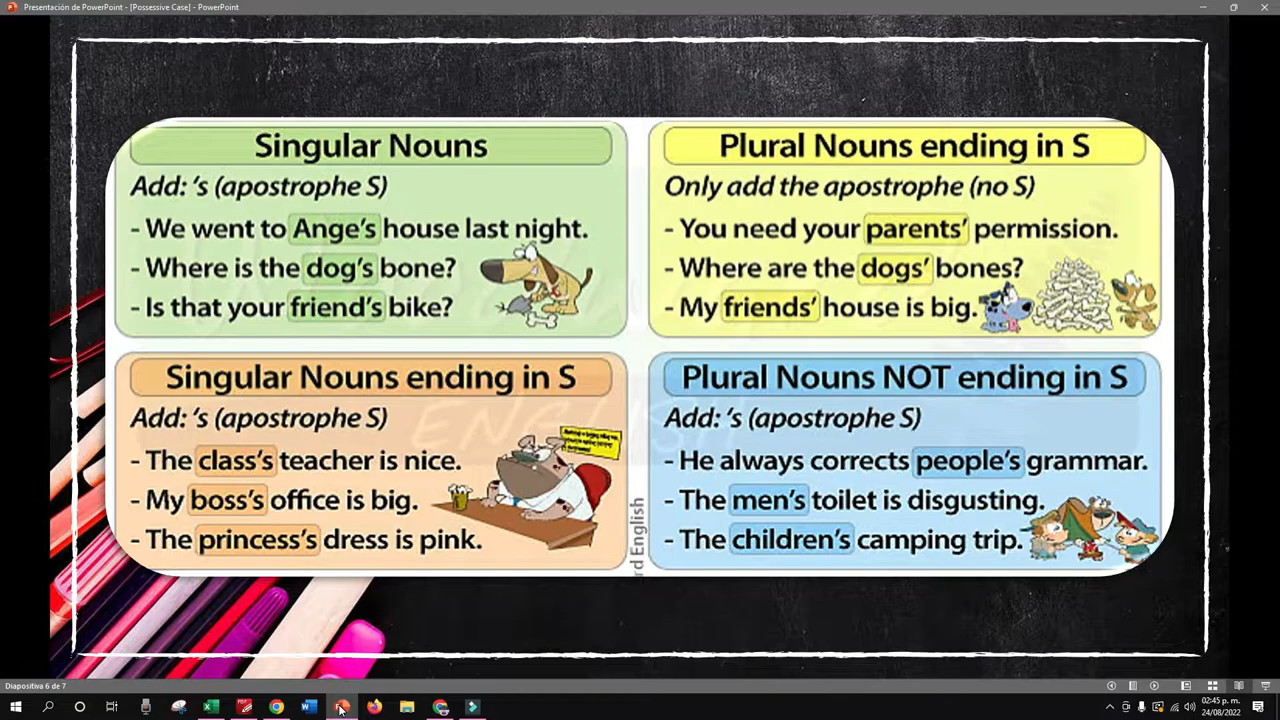 Presentación de PowerPoint - [Possessive Case] - PowerPoint
Singular Nouns
Add: 's (apostrophe S)
- We went to Ange's house last night.
- Where is the dog's bone?
- Is that your friend's bike?
Plural Nouns ending in S
Only add the apostrophe (no S)
- You need your parents' permission.
- Where are the dogs' bones?
- My friends' house is big.
Singular Nouns ending in S
Add: 's (apostrophe S)
- The class's teacher is nice.
- My boss's office is big.
- The princess's dress is pink.
Plural Nouns NOT ending in S
Add: 's (apostrophe S)
- He always corrects people's grammar.
- The men's toilet is disgusting.
- The children's camping trip.
rd English
ENGLISH
Diapositiva 6 de 7
02:45 p. m.
24/08/2022